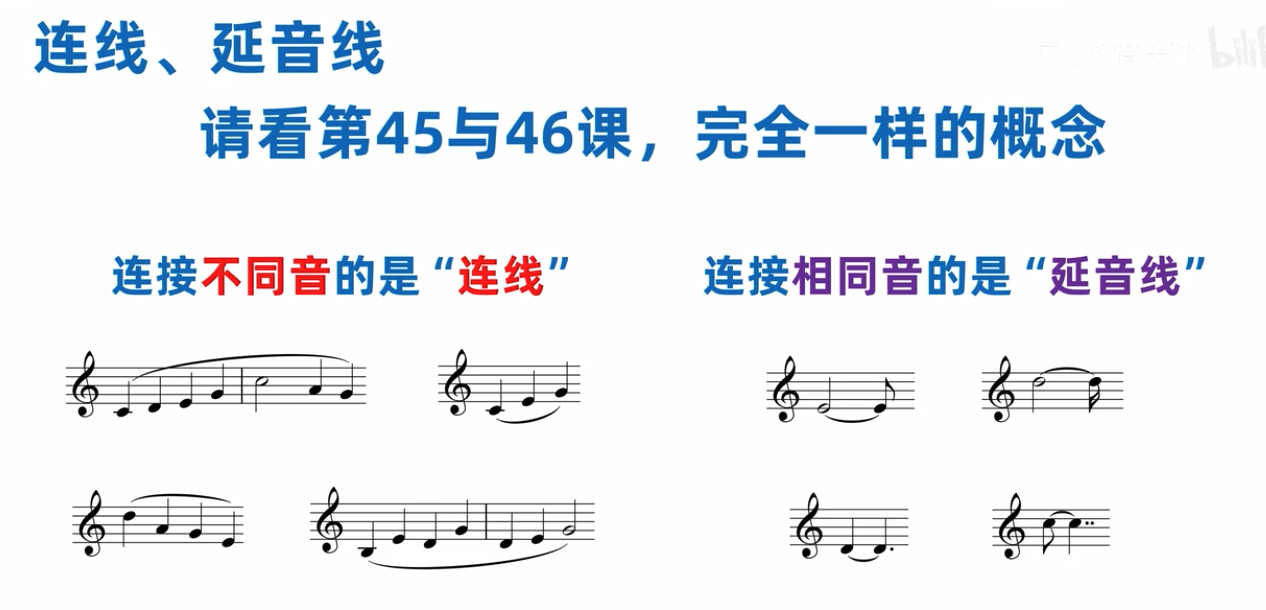 连线、延音线
请看第45与46课，完全一样的概念
连接不同音的是“连线”
连接相同音的是“延音线”